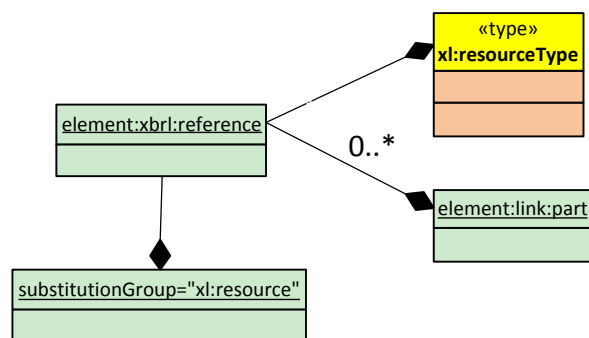 «type»
xl:resourceType
element:xbrl:reference
0..*
element:link:part
substitutionGroup="xl:resource"